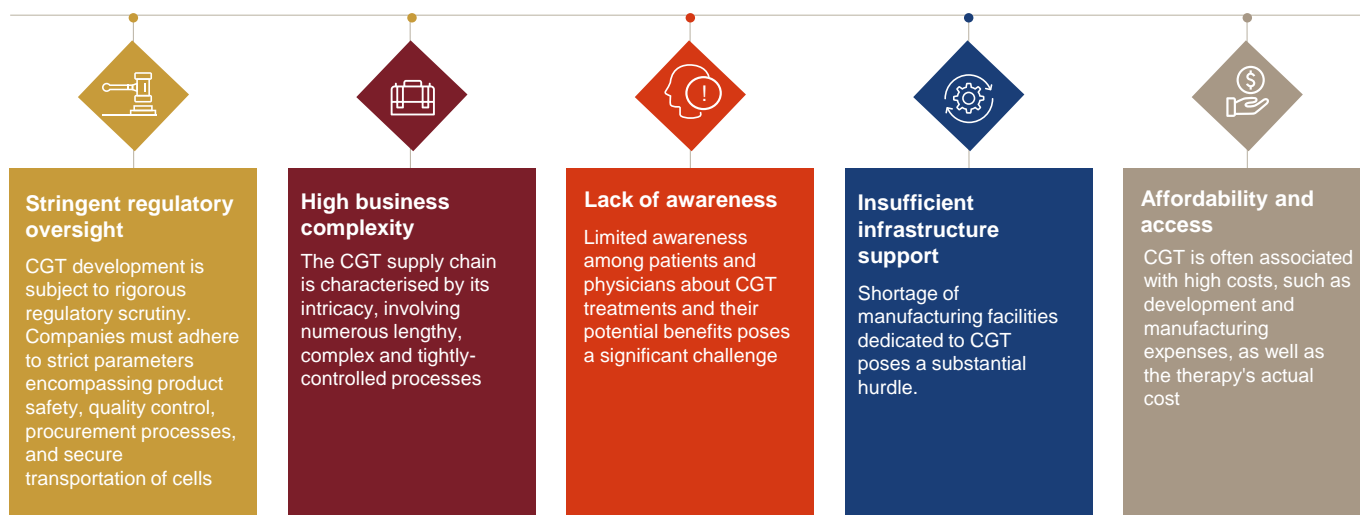 Stringent regulatory
oversight
CGT development is
subject to rigorous
regulatory scrutiny.
Companies must adhere
to strict parameters
encompassing product
safety, quality control,
procurement processes,
and secure
transportation of cells
High business
complexity
The CGT supply chain
is characterised by its
intricacy, involving
numerous lengthy,
complex and tightly-
controlled processes
!
Lack of awareness
Limited awareness
among patients and
physicians about CGT
treatments and their
potential benefits poses
a significant challenge
Insufficient
infrastructure
support
Shortage of
manufacturing facilities
dedicated to CGT
poses a substantial
hurdle.
$
Affordability and
access
CGT is often associated
with high costs, such as
development and
manufacturing
expenses, as well as
the therapy's actual
cost